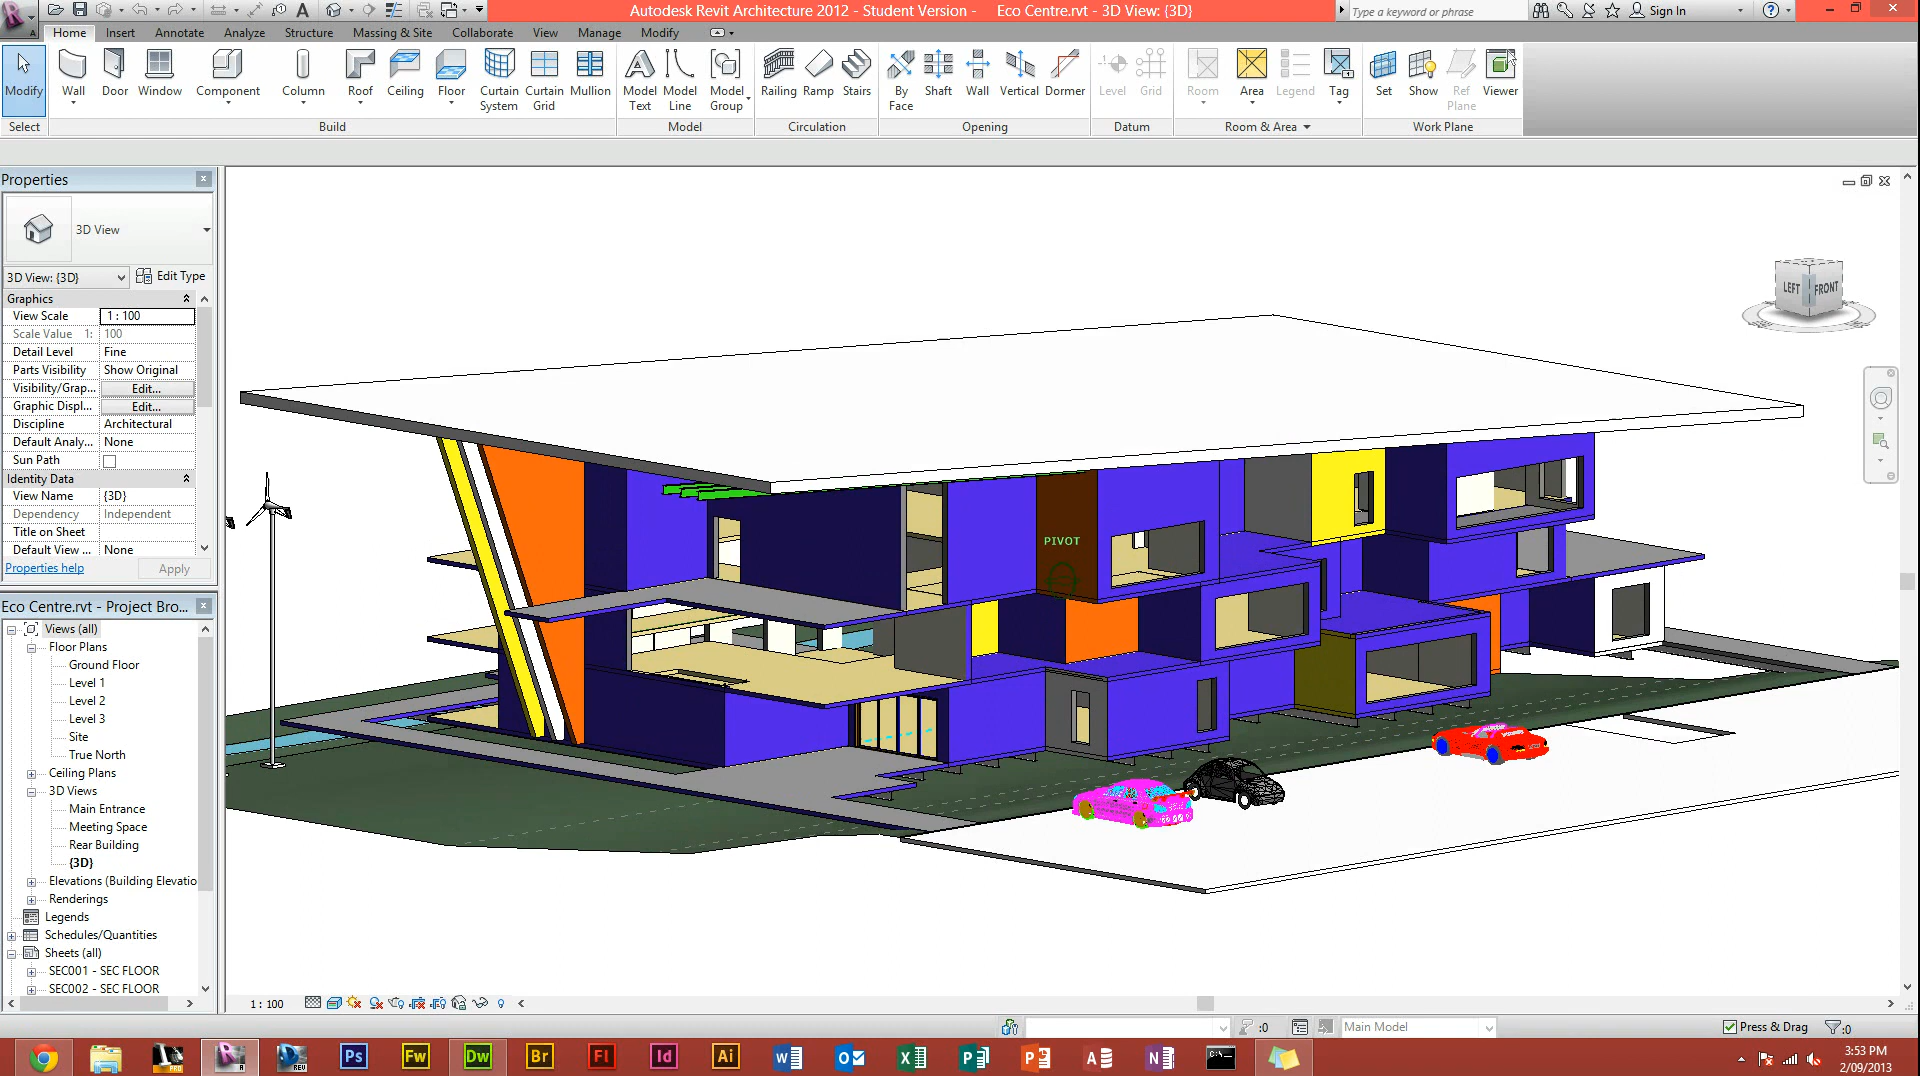 Autodesk Revit Architecture 2012 - Student Version - Eco Centre.rvt - 3D View: {3D}
Type a keyword or phrase
Sign In
Home Insert Annotate Analyze Structure Massing & Site Collaborate View Manage Modify
Modify Wall Door Window Component Column Roof Ceiling Floor Curtain System Curtain Grid Mullion Model Text Model Line Model Group Railing Ramp Stairs By Face Shaft Wall Vertical Dormer Level Grid Room Area Legend Tag Set Show Ref Plane Viewer
Select Build Model Circulation Opening Datum Room & Area Work Plane
Properties
3D View
3D View: {3D} Edit Type
Graphics
View Scale 1 : 100
Scale Value 1: 100
Detail Level Fine
Parts Visibility Show Original
Visibility/Grap... Edit...
Graphic Displ... Edit...
Discipline Architectural
Default Analy... None
Sun Path
Identity Data
View Name {3D}
Dependency Independent
Title on Sheet
Default View ... None
Properties help Apply
Eco Centre.rvt - Project Bro...
Views (all)
Floor Plans
Ground Floor
Level 1
Level 2
Level 3
Site
True North
Ceiling Plans
3D Views
Main Entrance
Meeting Space
Rear Building
{3D}
Elevations (Building Elevatio
Renderings
Legends
Schedules/Quantities
Sheets (all)
SEC001 - SEC FLOOR
SEC002 - SEC FLOOR
LEFT FRONT
PIVOT
1 : 100
:0 Main Model Press & Drag :0
PRO R REV Ps Fw Dw Br Fl Id Ai
3:53 PM
2/09/2013